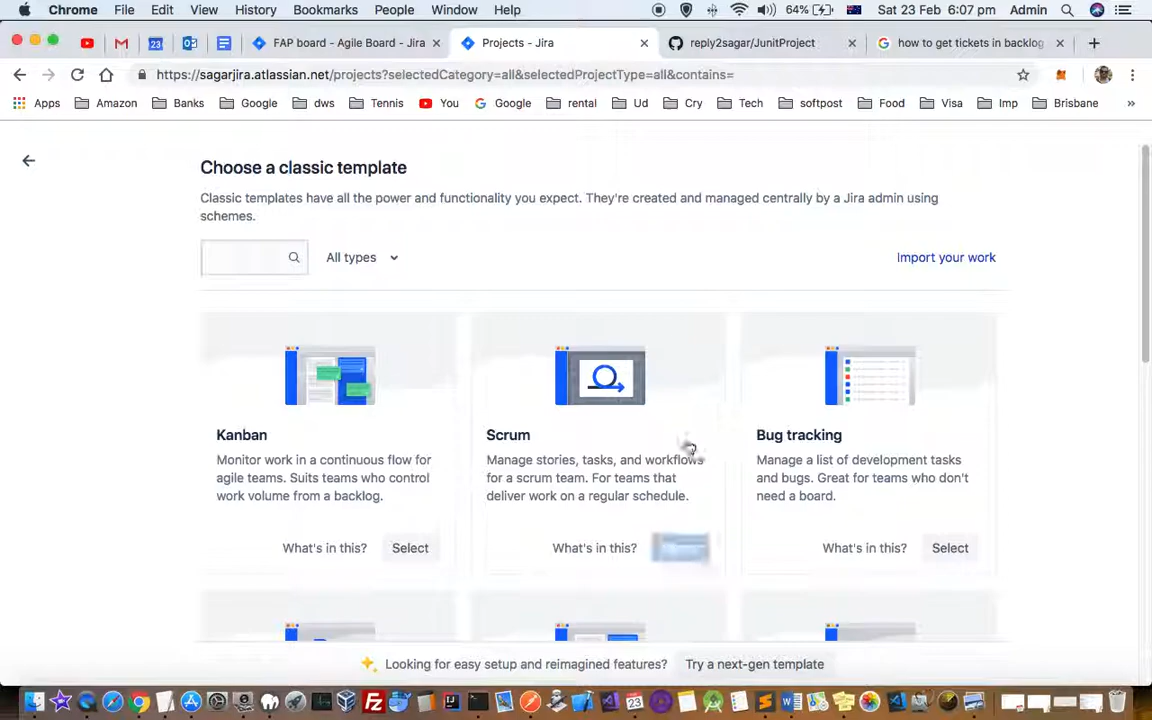 Chrome File Edit View History Bookmarks People Window Help 64% Sat 23 Feb 6:07 pm Admin
FAP board - Agile Board - Jira × Projects - Jira × reply2sagar/JunitProject × how to get tickets in backlog ×
https://sagarjira.atlassian.net/projects?selectedCategory=all&selectedProjectType=all&contains=
Apps Amazon Banks Google dws Tennis You Google rental Ud Cry Tech softpost Food Visa Imp Brisbane »
Choose a classic template
Classic templates have all the power and functionality you expect. They're created and managed centrally by a Jira admin using
schemes.
All types
Import your work
Kanban
Monitor work in a continuous flow for
agile teams. Suits teams who control
work volume from a backlog.
What's in this? Select
Scrum
Manage stories, tasks, and workflows
for a scrum team. For teams that
deliver work on a regular schedule.
What's in this?
Bug tracking
Manage a list of development tasks
and bugs. Great for teams who don't
need a board.
What's in this? Select
Looking for easy setup and reimagined features? Try a next-gen template